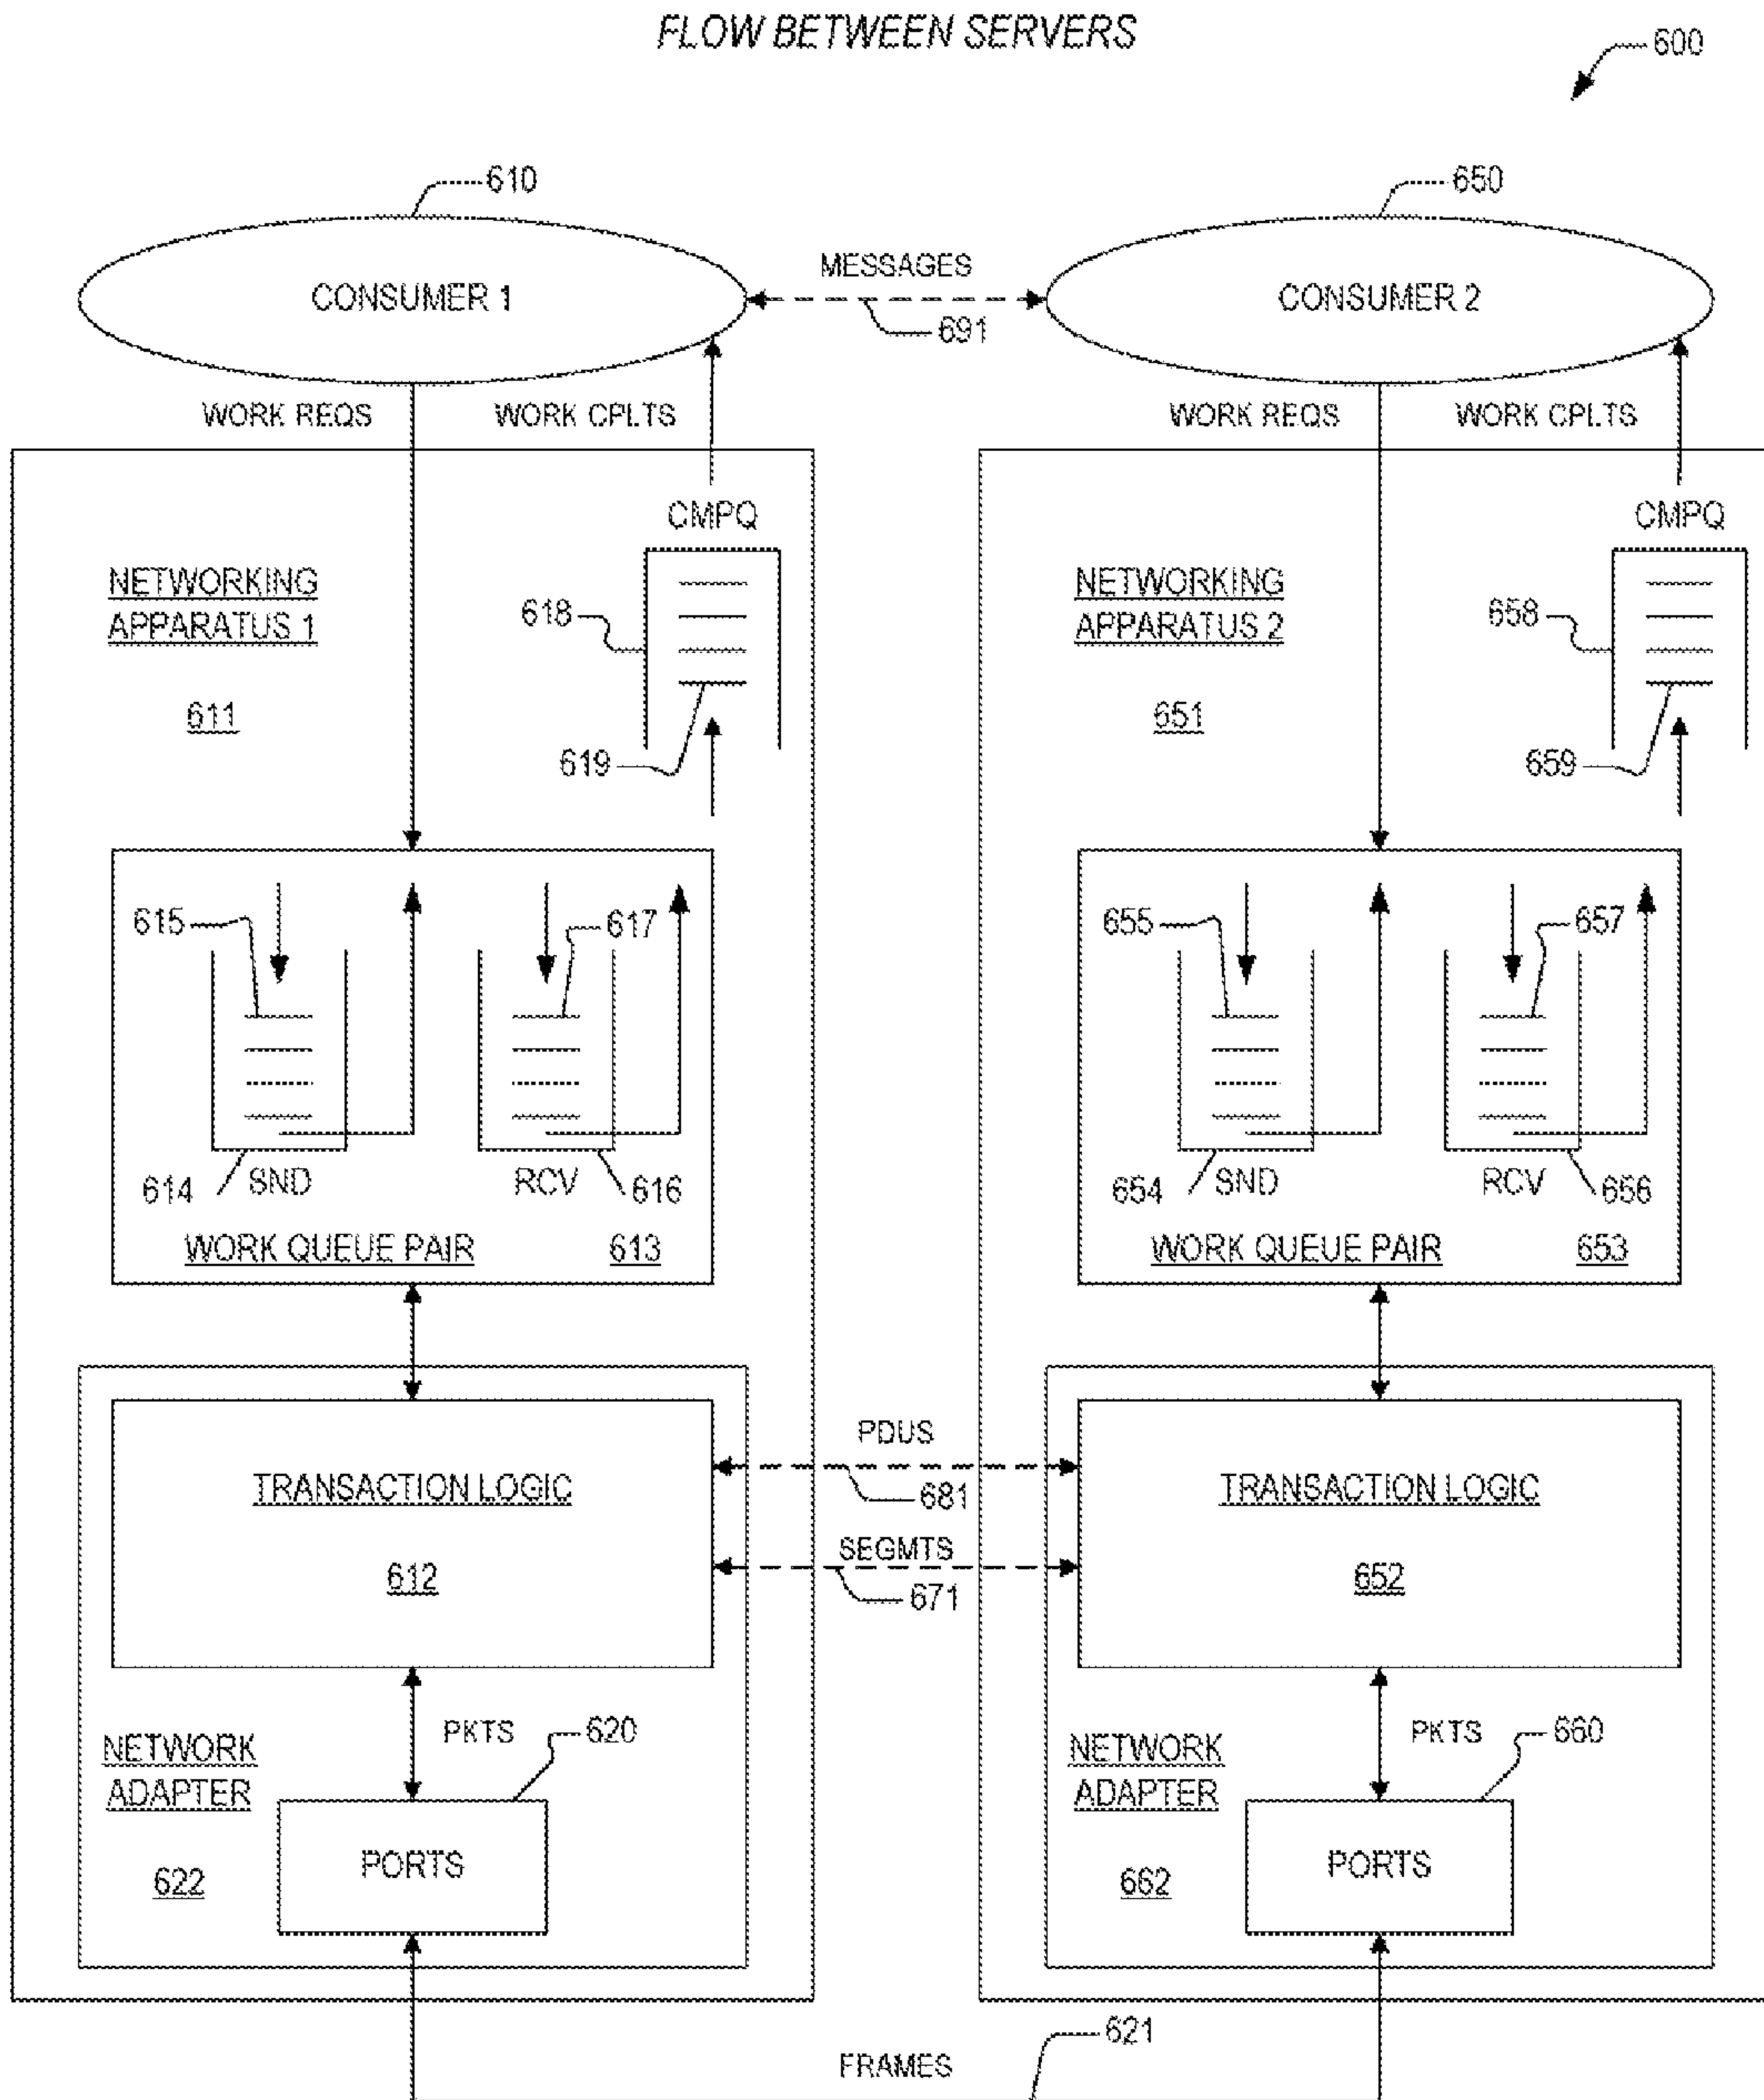 FLOW BETWEEN SERVERS
600
610
650
CONSUMER 1
MESSAGES
691
CONSUMER 2
WORK REQS
WORK CPLTS
WORK REQS
WORK CPLTS
CMPQ
CMPQ
NETWORKING
APPARATUS 1
611
618
619
NETWORKING
APPARATUS 2
651
658
659
615
617
655
657
614
SND
RCV
616
654
SND
RCV
656
WORK QUEUE PAIR
613
WORK QUEUE PAIR
653
TRANSACTION LOGIC
612
PDUS
681
SEGMTS
671
TRANSACTION LOGIC
652
NETWORK
ADAPTER
622
PKTS
620
PORTS
NETWORK
ADAPTER
662
PKTS
660
PORTS
621
FRAMES